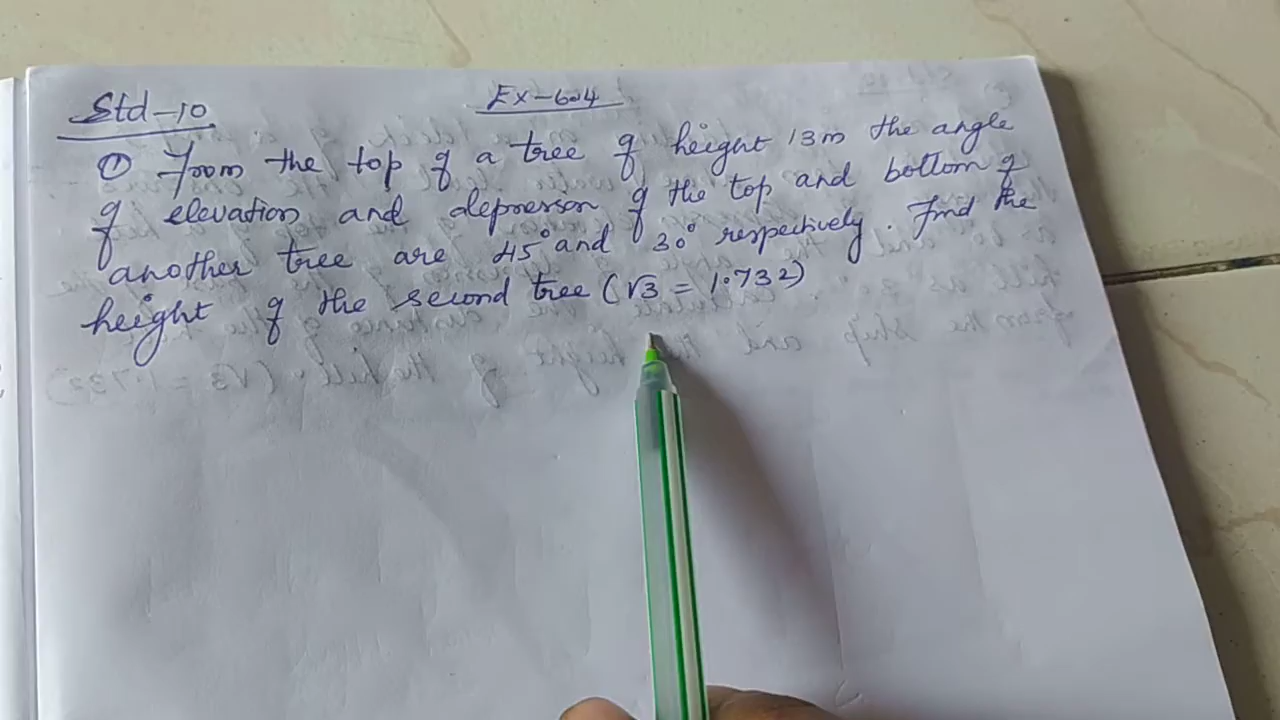 Std-10
Ex-6.4
① From the top of a tree of height 13m the angle
of elevation and depression of the top and bottom of
another tree are 45° and 30° respectively. Find the
height of the second tree (√3 = 1.732)